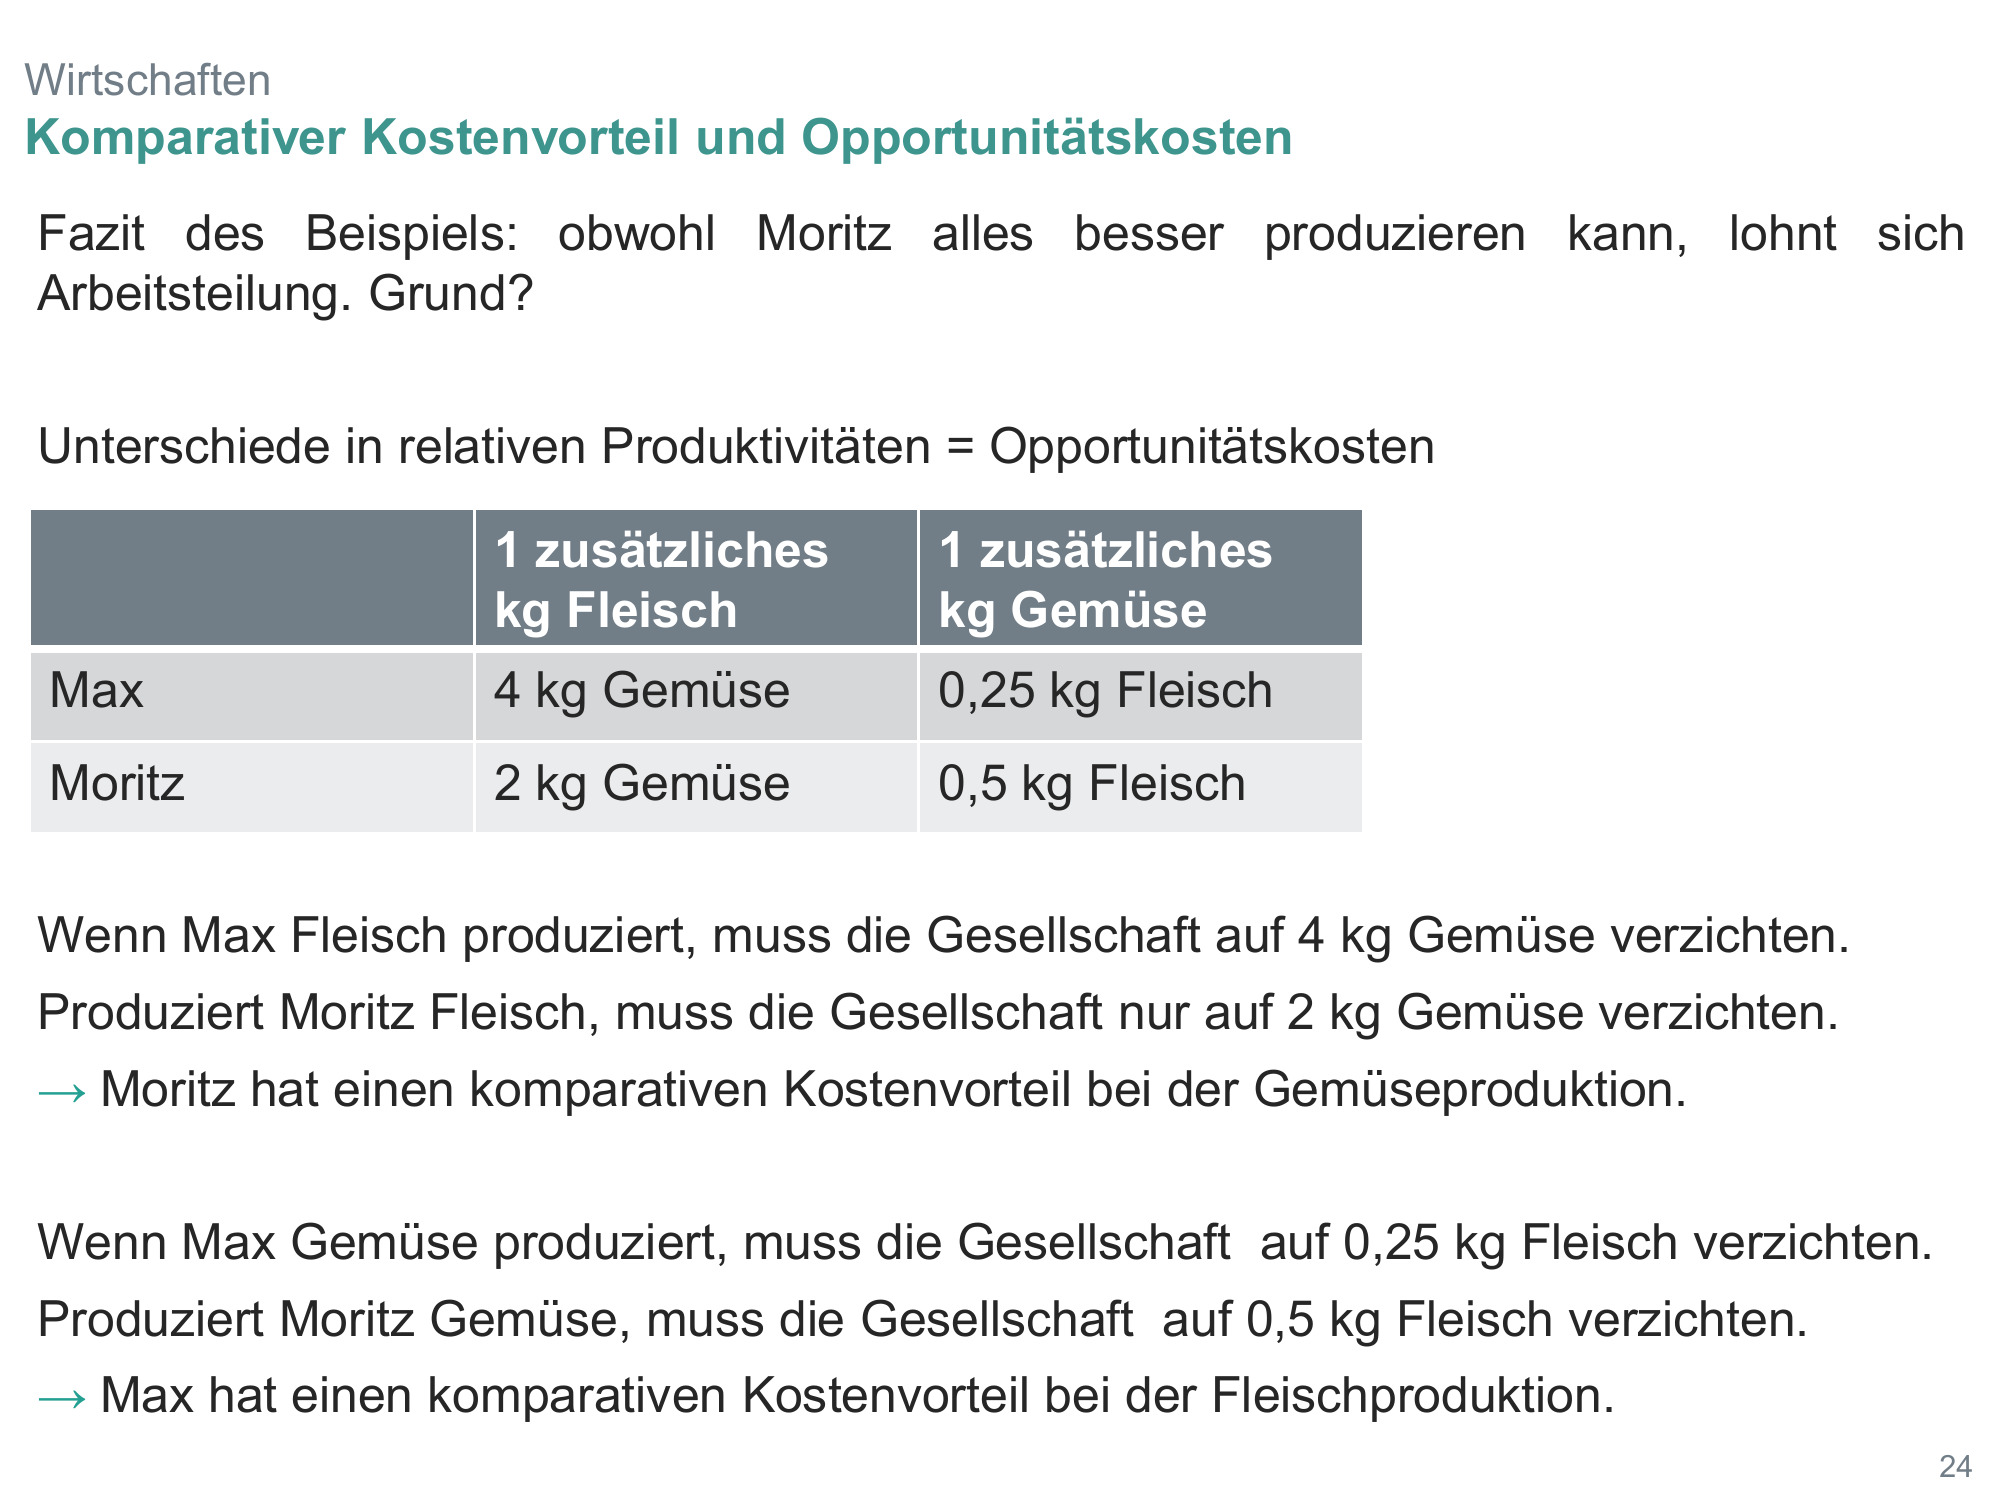 Wirtschaften
Komparativer Kostenvorteil und Opportunitätskosten
Fazit des Beispiels: obwohl Moritz alles besser produzieren kann, lohnt sich
Arbeitsteilung. Grund?
Unterschiede in relativen Produktivitäten = Opportunitätskosten
1 zusätzliches kg Fleisch 1 zusätzliches kg Gemüse
Max 4 kg Gemüse 0,25 kg Fleisch
Moritz 2 kg Gemüse 0,5 kg Fleisch
Wenn Max Fleisch produziert, muss die Gesellschaft auf 4 kg Gemüse verzichten.
Produziert Moritz Fleisch, muss die Gesellschaft nur auf 2 kg Gemüse verzichten.
→ Moritz hat einen komparativen Kostenvorteil bei der Gemüseproduktion.
Wenn Max Gemüse produziert, muss die Gesellschaft auf 0,25 kg Fleisch verzichten.
Produziert Moritz Gemüse, muss die Gesellschaft auf 0,5 kg Fleisch verzichten.
→ Max hat einen komparativen Kostenvorteil bei der Fleischproduktion.
24